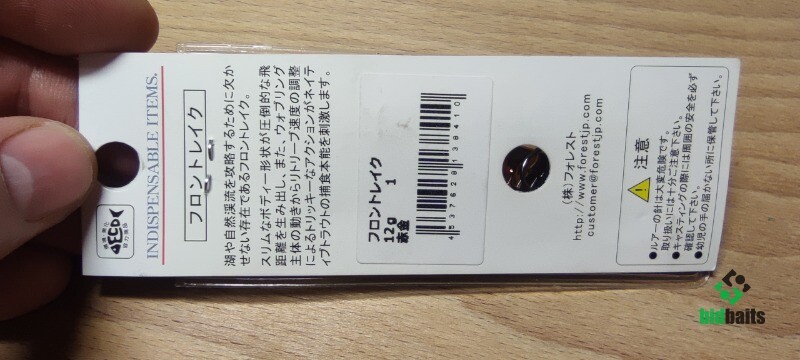 INDISPENSABLE ITEMS.
フロントレイク
湖や自然渓流を攻略するために欠か
せない存在であるフロントレイク。
スリムなボディー形状が圧倒的な飛
距離を生み出し、また、ウォブリング
主体の動きからリトリーブ速度の調整
によるトリッキーなアクションがネイテ
ィブトラウトの捕食本能を刺激します。
フロントレイク
12g 1
赤金
4 537628 138410
(株)フォレスト
http://www.forestjp.com
customer@forestjp.com
注意
●ルアーの針は大変危険です。
取り扱いには十分ご注意下さい。
●キャスティングの際には周囲の安全を必ず
確認して下さい。
●幼児の手の届かない所に保管して下さい。
bidbaits